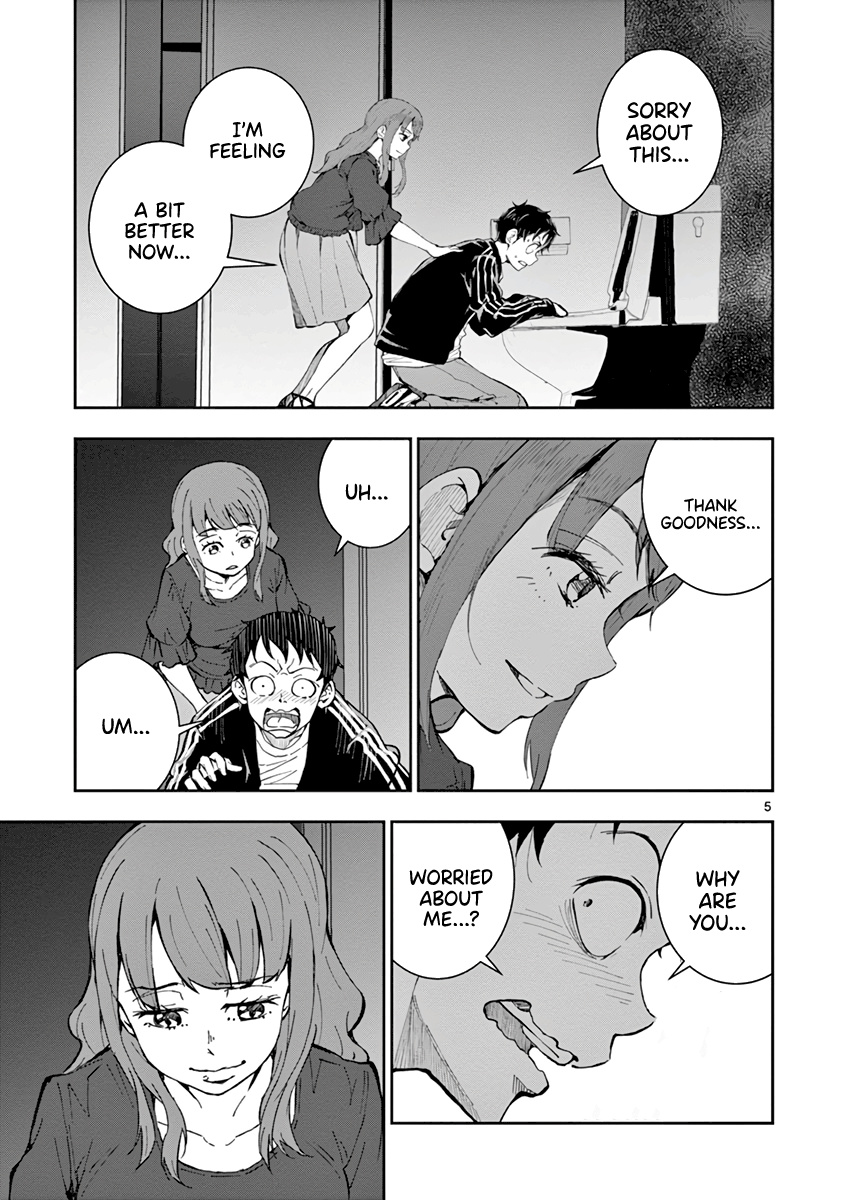 SORRY
ABOUT
THIS...
I'M
FEELING
A BIT
BETTER
NOW...
THANK
GOODNESS...
UH...
UM...
5
WHY
ARE
YOU...
WORRIED
ABOUT
ME...?